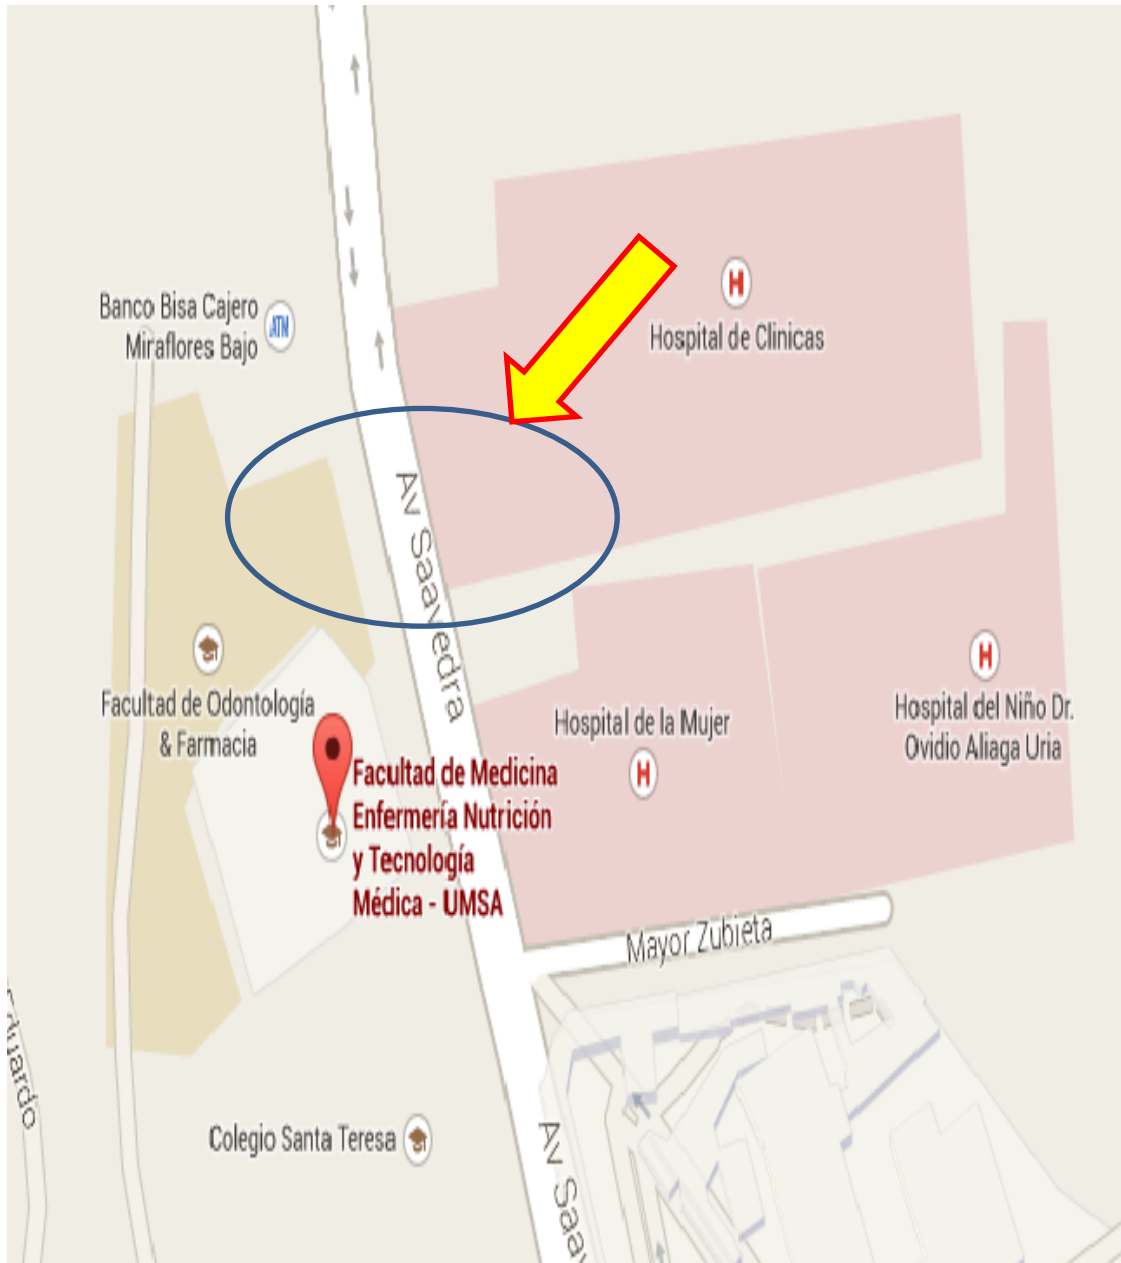 Banco Bisa Cajero
Miraflores Bajo
ATM
H
Hospital de Clinicas
Av Saavedra
Facultad de Odontología
& Farmacia
Hospital de la Mujer
H
H
Hospital del Niño Dr.
Ovidio Aliaga Uria
Facultad de Medicina
Enfermería Nutrición
y Tecnología
Médica - UMSA
Mayor Zubieta
Eduardo
Colegio Santa Teresa
Av Saav